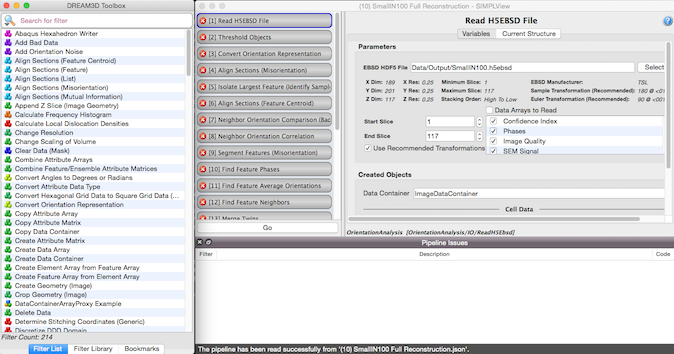 DREAM3D Toolbox
Search for filter
Abaqus Hexahedron Writer
Add Bad Data
Add Orientation Noise
Align Sections (Feature Centroid)
Align Sections (Feature)
Align Sections (List)
Align Sections (Misorientation)
Align Sections (Mutual Information)
Append Z Slice (Image Geometry)
Calculate Frequency Histogram
Calculate Local Dislocation Densities
Change Resolution
Change Scaling of Volume
Clear Data (Mask)
Combine Attribute Arrays
Combine Feature/Ensemble Attribute Matrices
Convert Angles to Degrees or Radians
Convert Attribute Data Type
Convert Hexagonal Grid Data to Square Grid Data (...
Convert Orientation Representation
Copy Attribute Array
Copy Attribute Matrix
Copy Data Container
Create Attribute Matrix
Create Data Array
Create Data Container
Create Element Array from Feature Array
Create Feature Array from Element Array
Create Geometry (Image)
Crop Geometry (Image)
DataContainerArrayProxy Example
Delete Data
Determine Stitching Coordinates (Generic)
Discretize DDD Domain
Filter Count: 214
Filter List Filter Library Bookmarks
(10) SmallIN100 Full Reconstruction - SIMPLView
[1] Read H5EBSD File
[2] Threshold Objects
[3] Convert Orientation Representation
[4] Align Sections (Misorientation)
[5] Isolate Largest Feature (Identify Sample
[6] Align Sections (Feature Centroid)
[7] Neighbor Orientation Comparison (Bad
[8] Neighbor Orientation Correlation
[9] Segment Features (Misorientation)
[10] Find Feature Phases
[11] Find Feature Average Orientations
[12] Find Feature Neighbors
[13] Merge Twins
Go
Read H5EBSD File
Variables Current Structure
Parameters
EBSD HDF5 File Data/Output/SmallIN100.h5ebsd Select
X Dim: 189 X Res: 0.25 Minimum Slice: 1 EBSD Manufacturer: TSL
Y Dim: 201 Y Res: 0.25 Maximum Slice: 117 Sample Transformation (Recommended): 180 @ <01
Z Dim: 117 Z Res: 0.25 Stacking Order: High To Low Euler Transformation (Recommended): 90 @ <00
Data Arrays to Read
Start Slice 1
Confidence Index
Phases
End Slice 117
Image Quality
Use Recommended Transformations
SEM Signal
Created Objects
Data Container ImageDataContainer
Cell Data
OrientationAnalysis [OrientationAnalysis/IO/ReadH5Ebsd]
Pipeline Issues
Filter Description Code
The pipeline has been read successfully from '(10) SmallIN100 Full Reconstruction.json'.